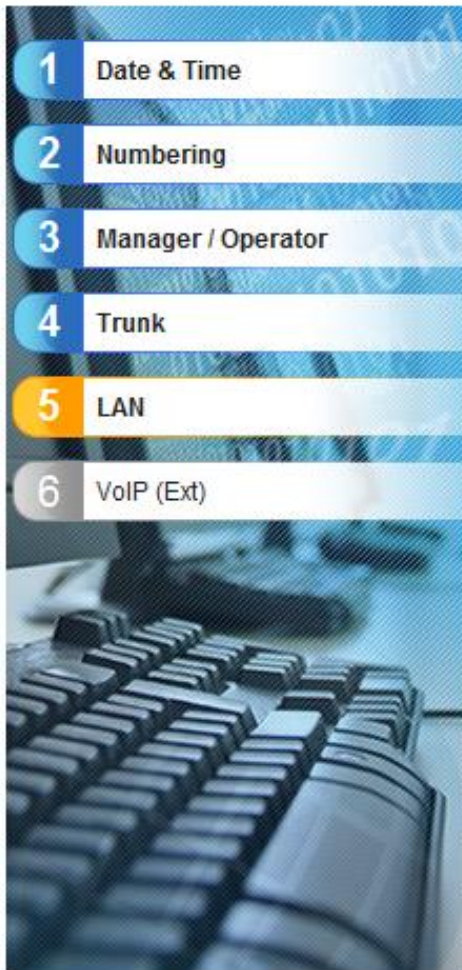 1 Date & Time
2 Numbering
3 Manager / Operator
4 Trunk
5 LAN
6 VoIP (Ext)